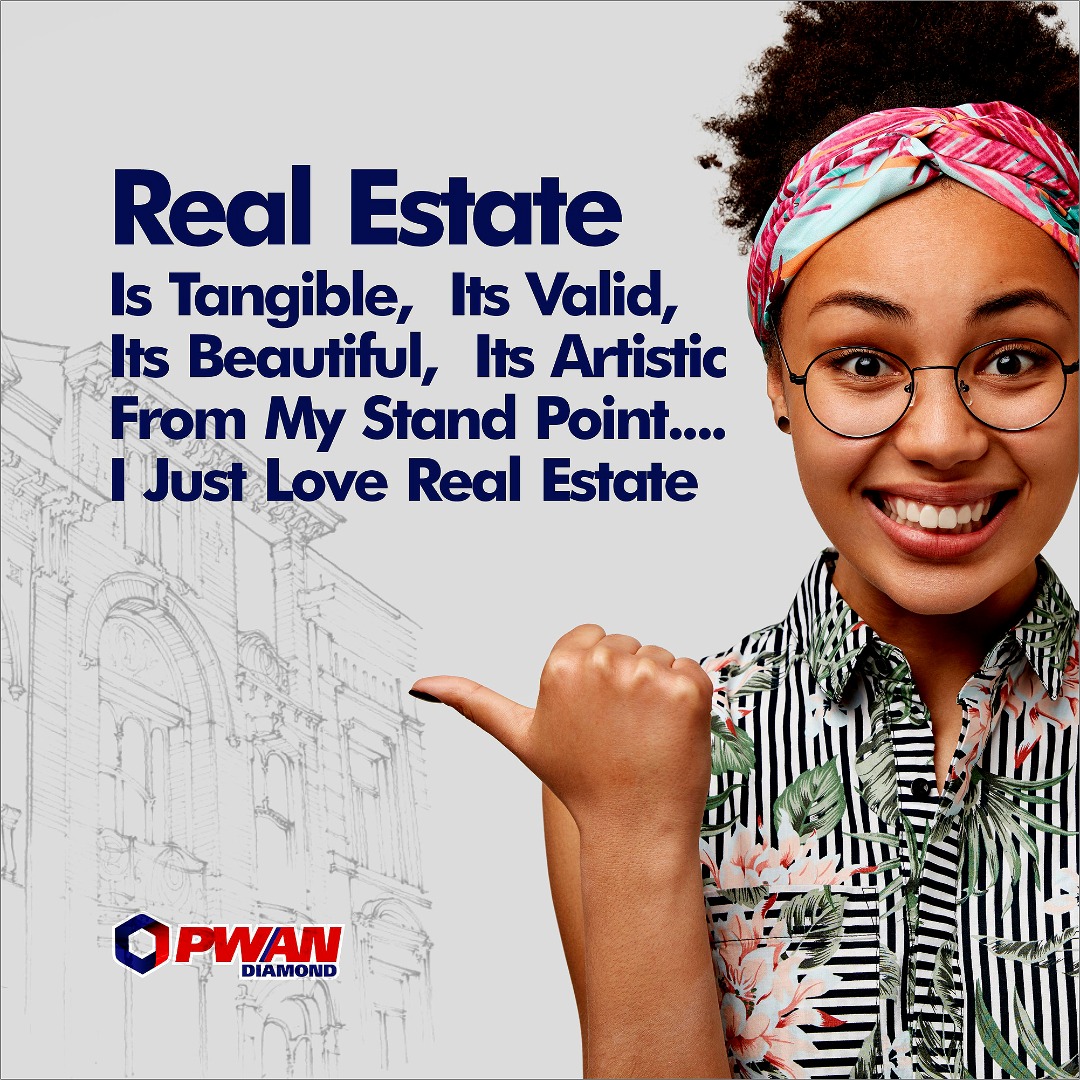 Real Estate
Is Tangible, Its Valid,
Its Beautiful, Its Artistic
From My Stand Point....
I Just Love Real Estate
PWAN
DIAMOND